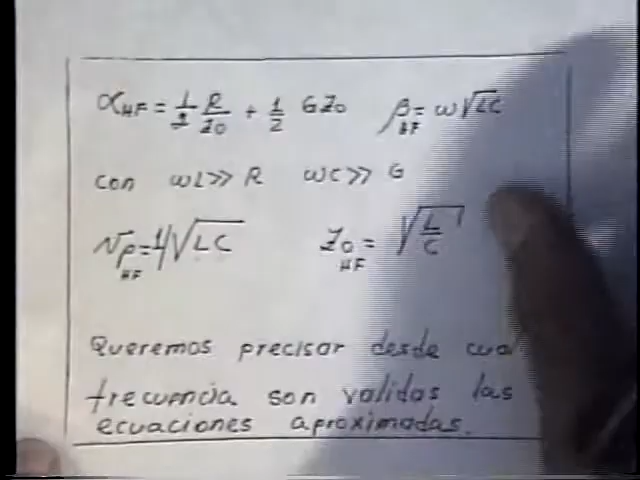 α_HF = 1/2 R/Z0 + 1/2 GZ0 β_HF = ω√LC
con ωL>> R ωC>> G
Vp_HF = 1/√LC Z0_HF = √L/C
Queremos precisar desde cual
frecuencia son validas las
ecuaciones aproximadas.